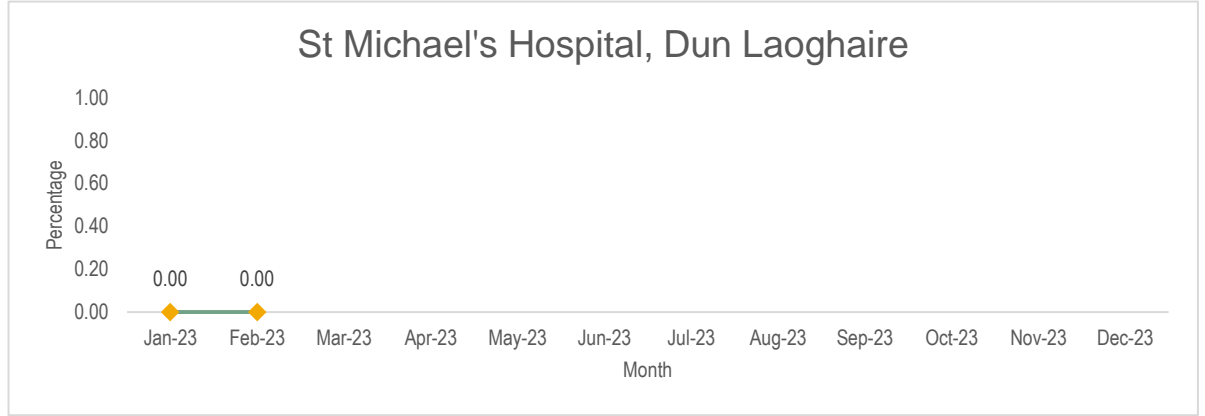 St Michael's Hospital, Dun Laoghaire
1.00
0.80
0.60
0.40
0.20
0.00
Percentage
0.00 0.00
Jan-23 Feb-23 Mar-23 Apr-23 May-23 Jun-23 Jul-23 Aug-23 Sep-23 Oct-23 Nov-23 Dec-23
Month